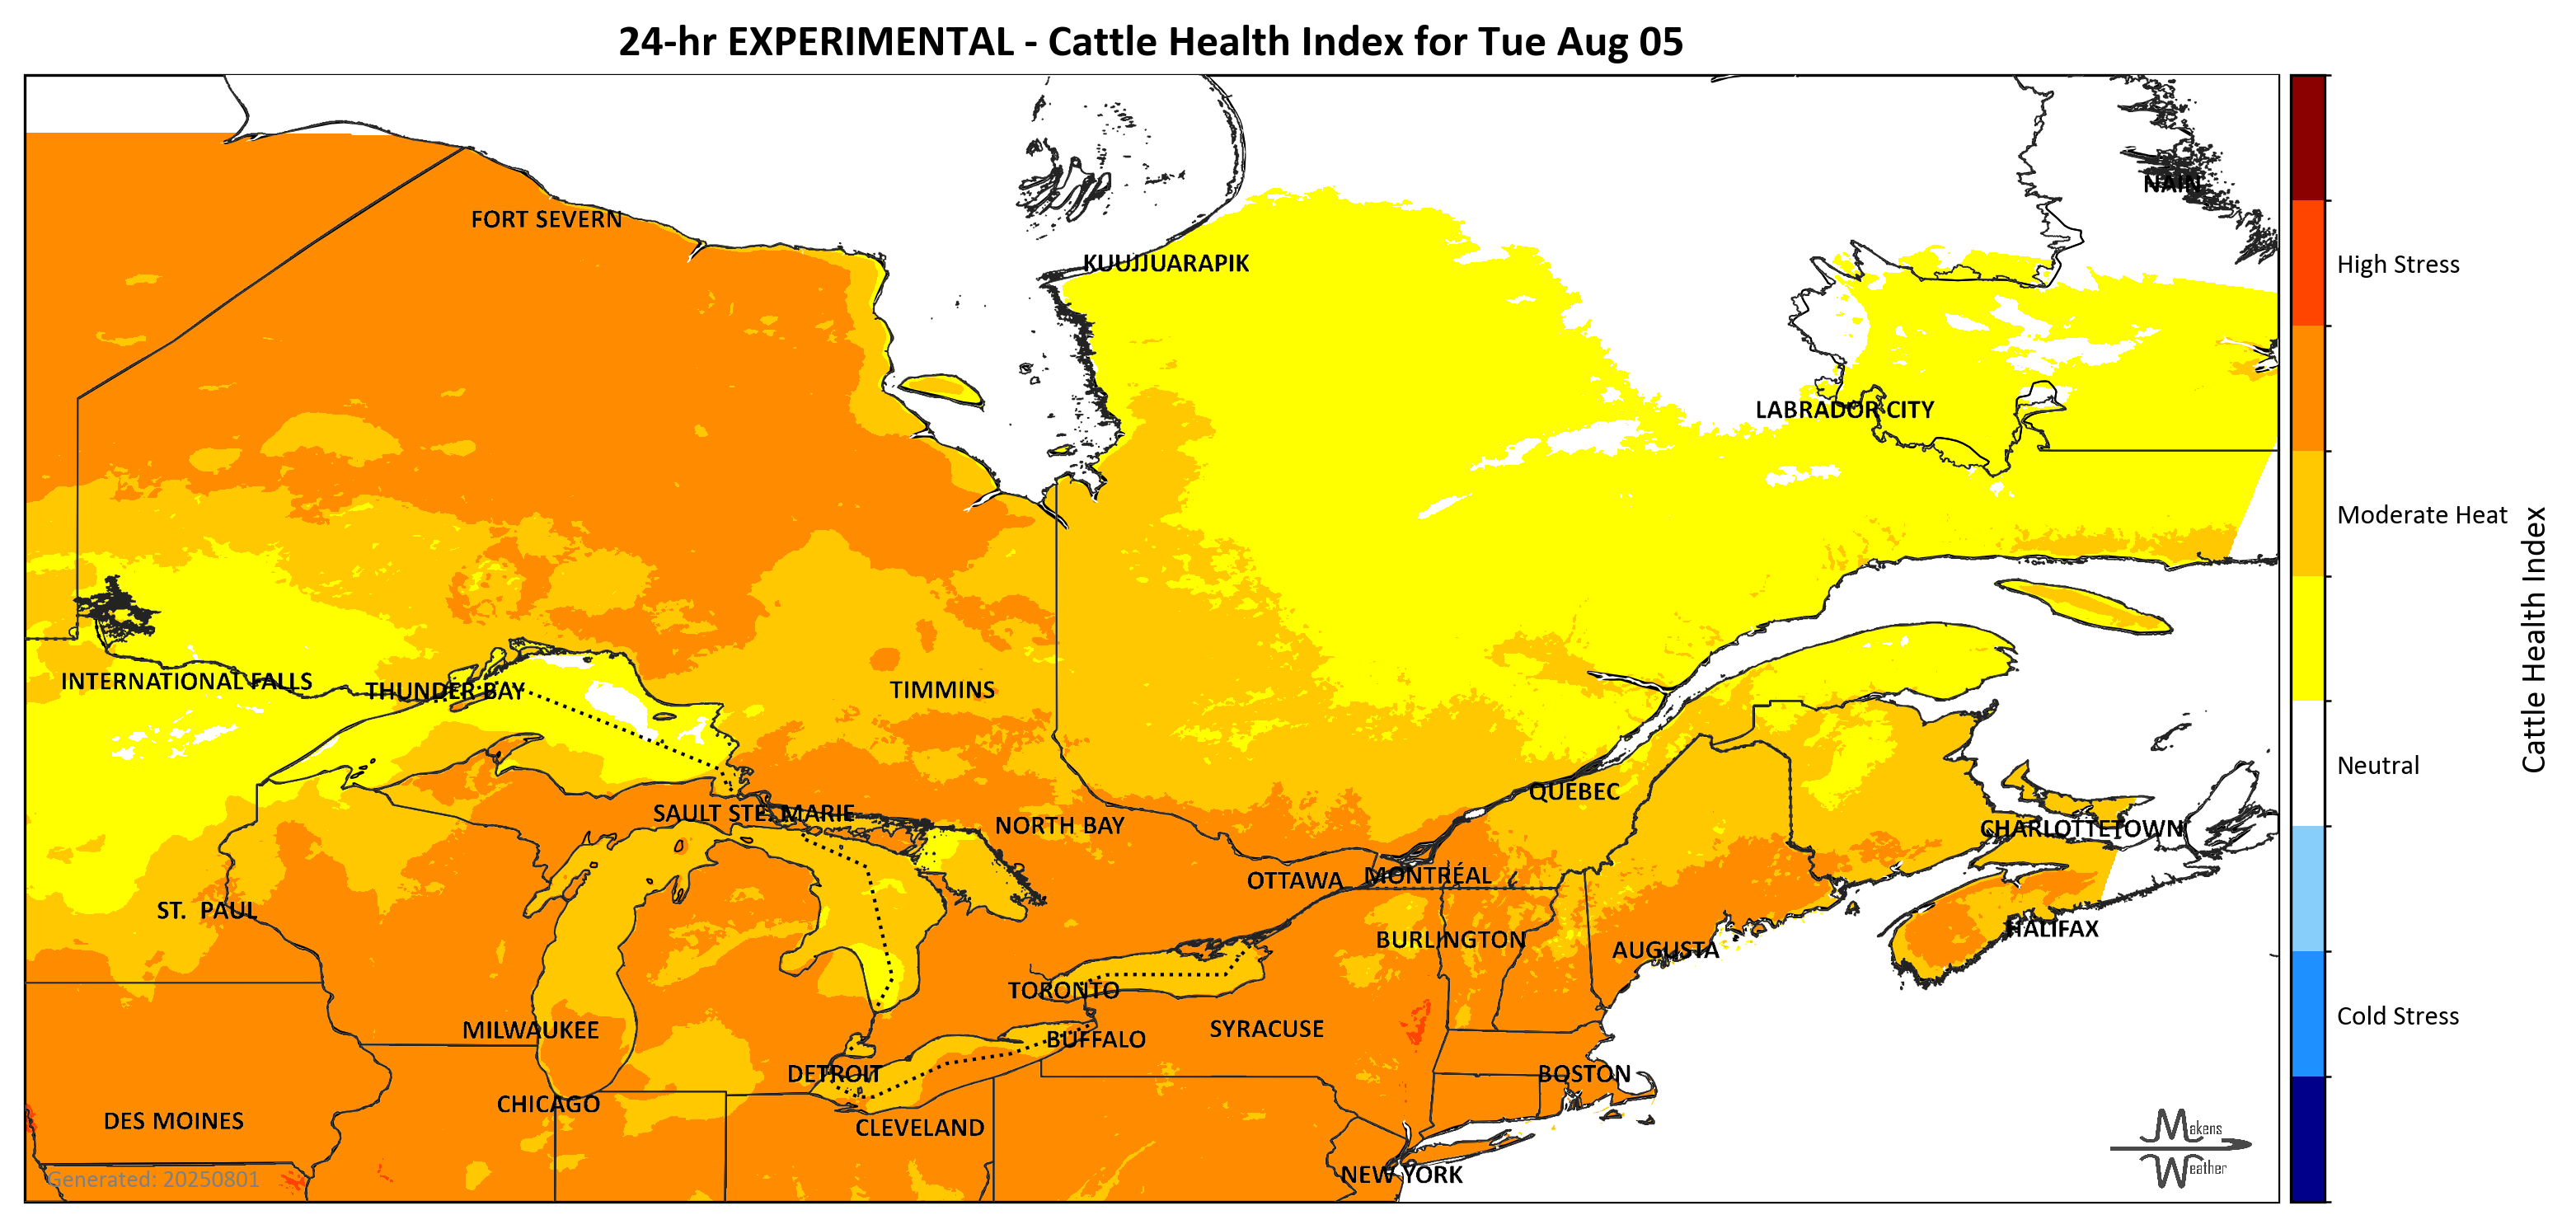 24-hr EXPERIMENTAL - Cattle Health Index for Tue Aug 05
NAIN
FORT SEVERN
KUUJJUARAPIK
High Stress
LABRADOR CITY
Moderate Heat
INTERNATIONAL FALLS
THUNDER BAY
TIMMINS
Cattle Health Index
Neutral
QUEBEC
SAULT STE. MARIE
NORTH BAY
CHARLOTTETOWN
OTTAWA
MONTRÉAL
ST. PAUL
HALIFAX
BURLINGTON
AUGUSTA
TORONTO
Cold Stress
MILWAUKEE
SYRACUSE
BUFFALO
DETROIT
BOSTON
CHICAGO
DES MOINES
CLEVELAND
Makens
Weather
NEW YORK
Generated: 20250801